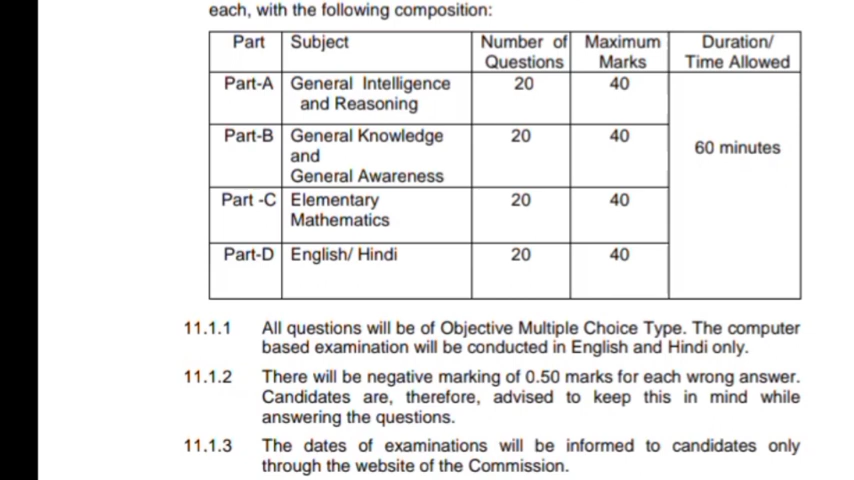 each, with the following composition:
Part Subject Number of Questions Maximum Marks Duration/ Time Allowed
Part-A General Intelligence and Reasoning 20 40 60 minutes
Part-B General Knowledge and General Awareness 20 40
Part -C Elementary Mathematics 20 40
Part-D English/ Hindi 20 40
11.1.1 All questions will be of Objective Multiple Choice Type. The computer
based examination will be conducted in English and Hindi only.
11.1.2 There will be negative marking of 0.50 marks for each wrong answer.
Candidates are, therefore, advised to keep this in mind while
answering the questions.
11.1.3 The dates of examinations will be informed to candidates only
through the website of the Commission.